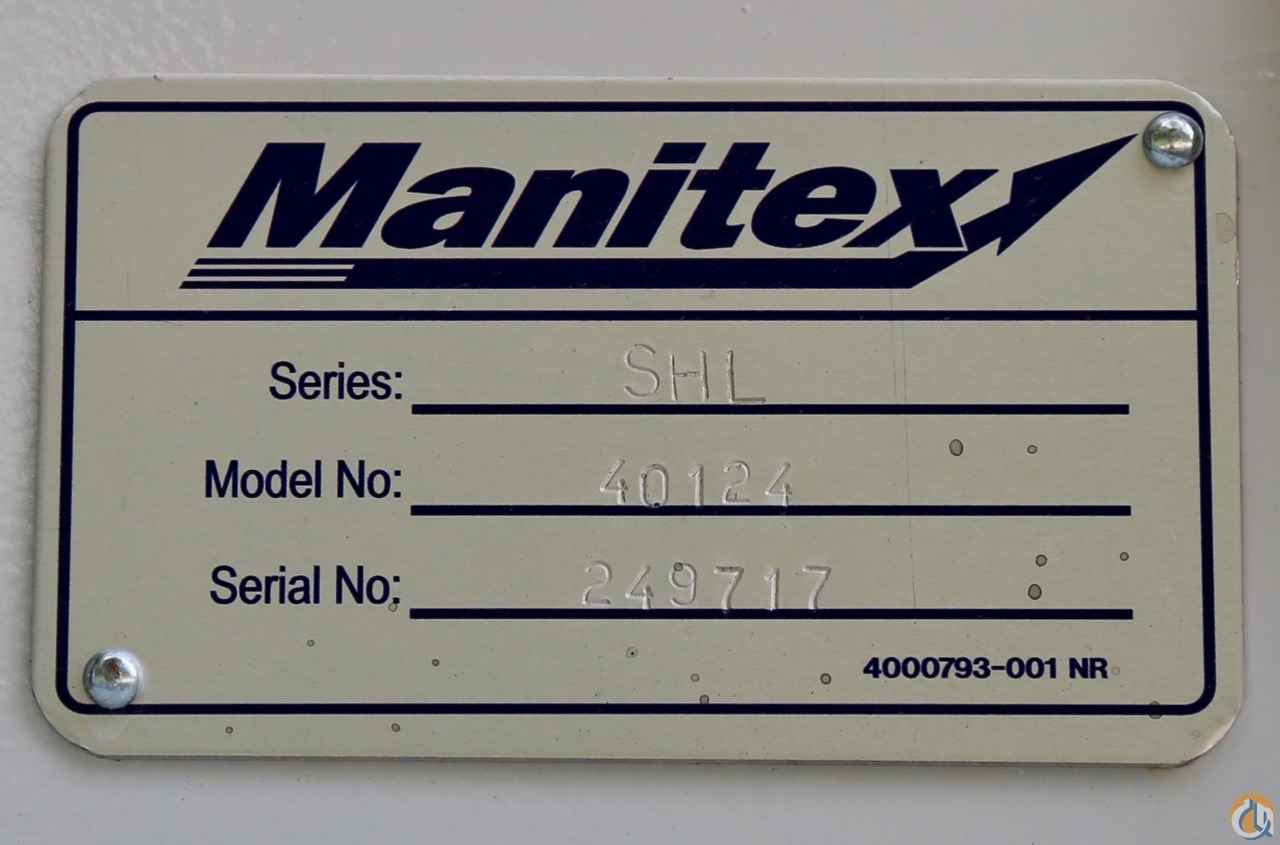 Manitex
Series: SHL
Model No: 40124
Serial No: 249717
4000793-001 NR